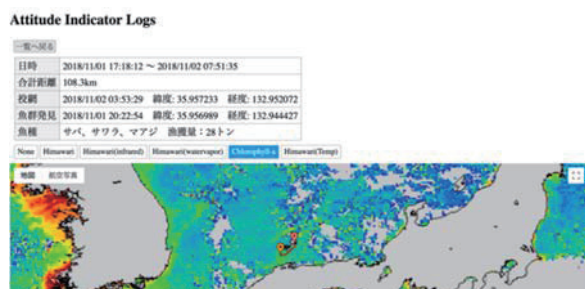 Attitude Indicator Logs
一覧へ戻る
日時 2018/11/01 17:18:12 ~ 2018/11/02 07:51:35
合計距離 108.3km
投網 2018/11/02 03:53:29 緯度: 35.957233 経度: 132.952072
魚群発見 2018/11/01 20:22:54 緯度: 35.956989 経度: 132.944427
魚種 サバ、サワラ、マアジ 漁獲量：28トン
None Himawari Himawari(infrared) Himawari(watervapor) Chlorophyll-a Himawari(Temp)
地図 航空写真